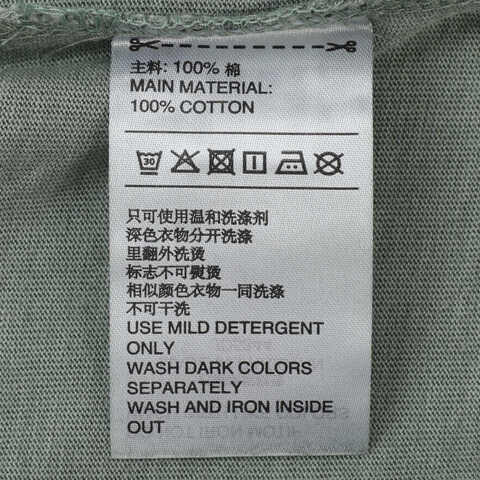 主料: 100% 棉
MAIN MATERIAL:
100% COTTON
30
只可使用温和洗涤剂
深色衣物分开洗涤
里翻外洗烫
标志不可熨烫
相似颜色衣物一同洗涤
不可干洗
USE MILD DETERGENT
ONLY
WASH DARK COLORS
SEPARATELY
WASH AND IRON INSIDE
OUT